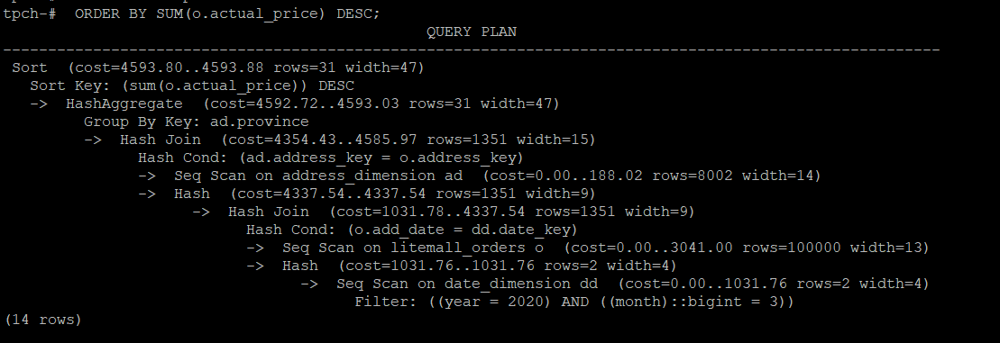 tpch-#  ORDER BY SUM(o.actual_price) DESC;
                                               QUERY PLAN
--------------------------------------------------------------------------------------------------------
 Sort  (cost=4593.80..4593.88 rows=31 width=47)
   Sort Key: (sum(o.actual_price)) DESC
   ->  HashAggregate  (cost=4592.72..4593.03 rows=31 width=47)
         Group By Key: ad.province
         ->  Hash Join  (cost=4354.43..4585.97 rows=1351 width=15)
               Hash Cond: (ad.address_key = o.address_key)
               ->  Seq Scan on address_dimension ad  (cost=0.00..188.02 rows=8002 width=14)
               ->  Hash  (cost=4337.54..4337.54 rows=1351 width=9)
                     ->  Hash Join  (cost=1031.78..4337.54 rows=1351 width=9)
                           Hash Cond: (o.add_date = dd.date_key)
                           ->  Seq Scan on litemall_orders o  (cost=0.00..3041.00 rows=100000 width=13)
                           ->  Hash  (cost=1031.76..1031.76 rows=2 width=4)
                                 ->  Seq Scan on date_dimension dd  (cost=0.00..1031.76 rows=2 width=4)
                                       Filter: ((year = 2020) AND ((month)::bigint = 3))
(14 rows)